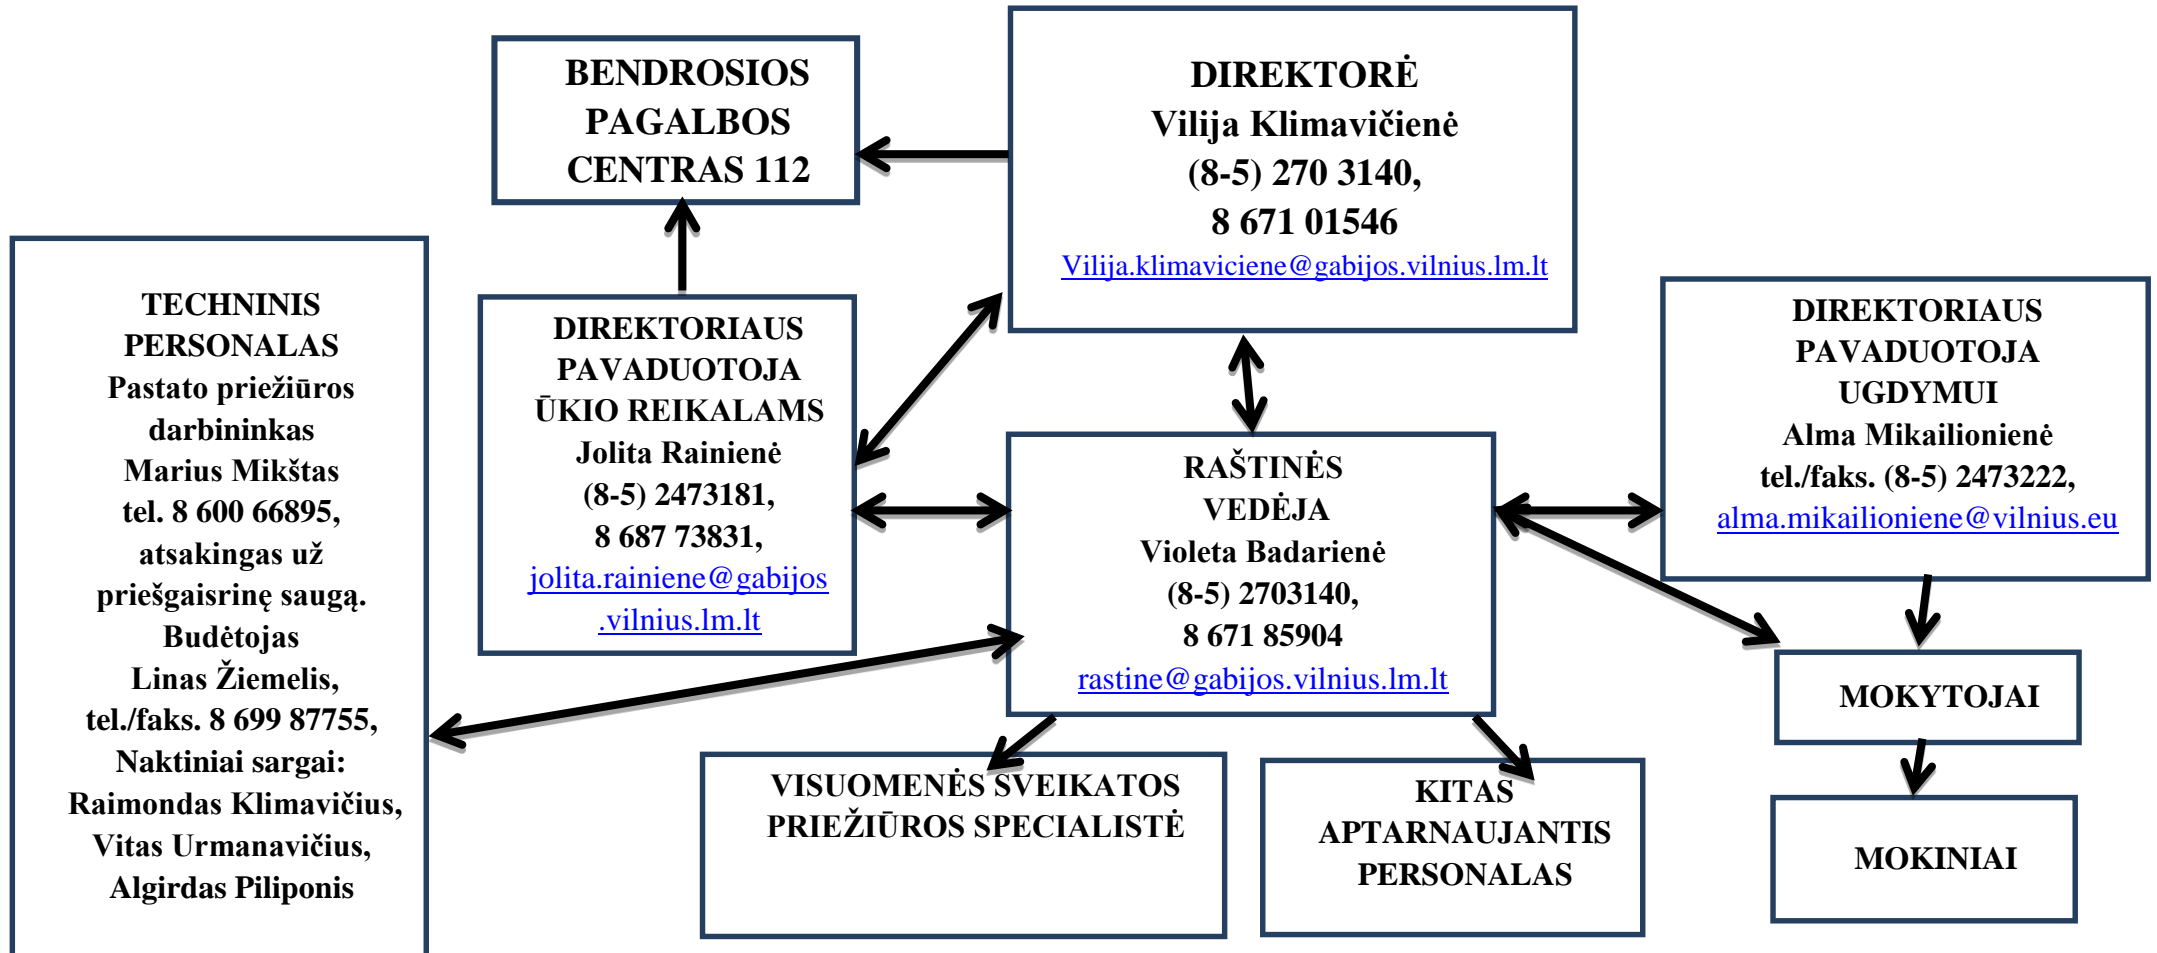 BENDROSIOS
PAGALBOS
CENTRAS 112
DIREKTORĖ
Vilija Klimavičienė
(8-5) 270 3140,
8 671 01546
Vilija.klimaviciene@gabijos.vilnius.lm.lt
TECHNINIS
PERSONALAS
Pastato priežiūros
darbininkas
Marius Mikštas
tel. 8 600 66895,
atsakingas už
priešgaisrinę saugą.
Budėtojas
Linas Žiemelis,
tel./faks. 8 699 87755,
Naktiniai sargai:
Raimondas Klimavičius,
Vitas Urmanavičius,
Algirdas Piliponis
DIREKTORIAUS
PAVADUOTOJA
ŪKIO REIKALAMS
Jolita Rainienė
(8-5) 2473181,
8 687 73831,
jolita.rainiene@gabijos
.vilnius.lm.lt
RAŠTINĖS
VEDĖJA
Violeta Badarienė
(8-5) 2703140,
8 671 85904
rastine@gabijos.vilnius.lm.lt
DIREKTORIAUS
PAVADUOTOJA
UGDYMUI
Alma Mikailionienė
tel./faks. (8-5) 2473222,
alma.mikailioniene@vilnius.eu
MOKYTOJAI
VISUOMENĖS SVEIKATOS
PRIEŽIŪROS SPECIALISTĖ
KITAS
APTARNAUJANTIS
PERSONALAS
MOKINIAI